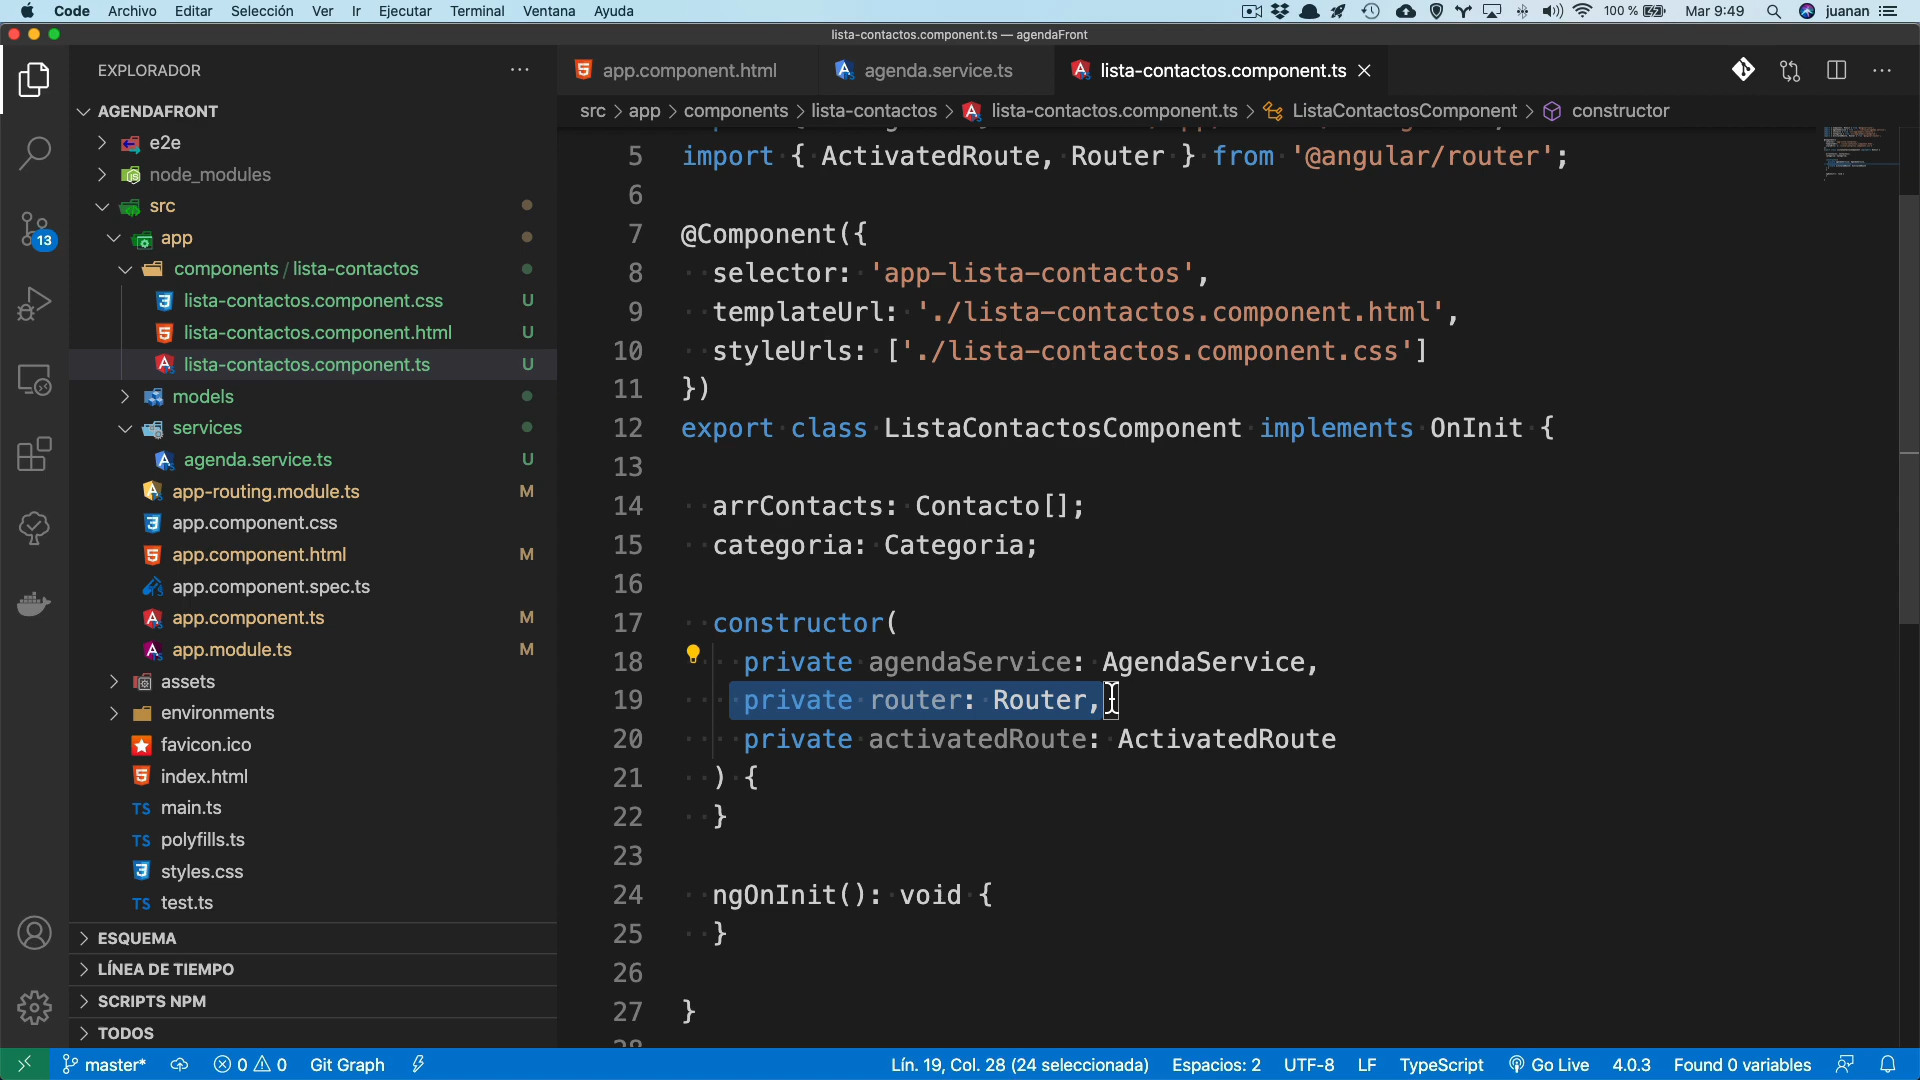 Code Archivo Editar Selección Ver Ir Ejecutar Terminal Ventana Ayuda 100 % Mar 9:49 juanan
lista-contactos.component.ts — agendaFront
EXPLORADOR
AGENDAFRONT
e2e
node_modules
src
app
components / lista-contactos
lista-contactos.component.css U
lista-contactos.component.html U
lista-contactos.component.ts U
models
services
agenda.service.ts U
app-routing.module.ts M
app.component.css
app.component.html M
app.component.spec.ts
app.component.ts M
app.module.ts M
assets
environments
favicon.ico
index.html
TS main.ts
TS polyfills.ts
styles.css
TS test.ts
ESQUEMA
LÍNEA DE TIEMPO
SCRIPTS NPM
TODOS
13
app.component.html agenda.service.ts lista-contactos.component.ts
src > app > components > lista-contactos > lista-contactos.component.ts > ListaContactosComponent > constructor
5 import { ActivatedRoute, Router } from '@angular/router';
6
7 @Component({
8 selector: 'app-lista-contactos',
9 templateUrl: './lista-contactos.component.html',
10 styleUrls: ['./lista-contactos.component.css']
11 })
12 export class ListaContactosComponent implements OnInit {
13
14 arrContacts: Contacto[];
15 categoria: Categoria;
16
17 constructor(
18 private agendaService: AgendaService,
19 private router: Router,
20 private activatedRoute: ActivatedRoute
21 ) {
22 }
23
24 ngOnInit(): void {
25 }
26
27 }
master* 0 0 Git Graph Lín. 19, Col. 28 (24 seleccionada) Espacios: 2 UTF-8 LF TypeScript Go Live 4.0.3 Found 0 variables